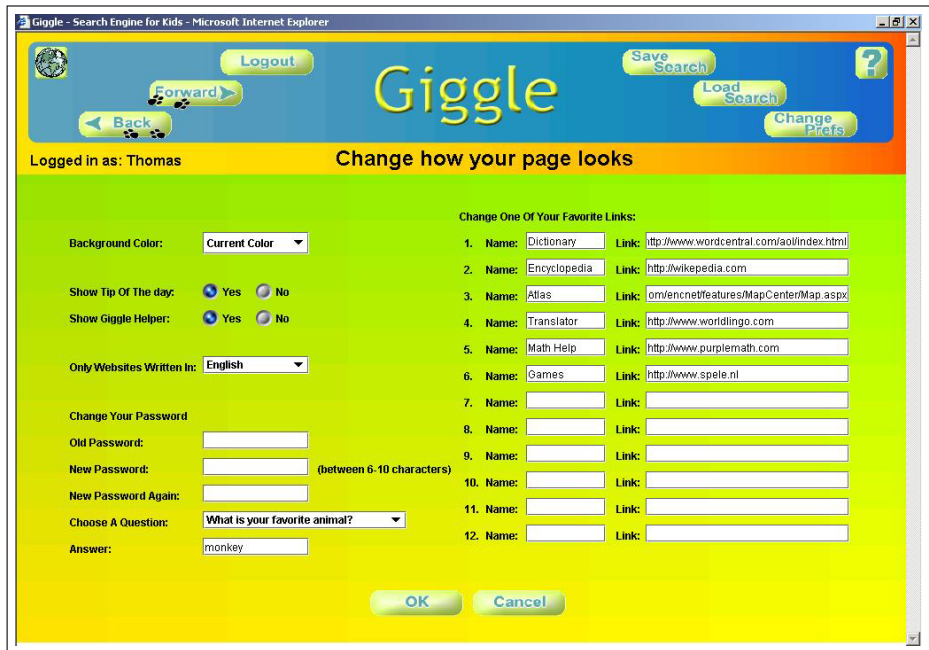 Giggle - Search Engine for Kids - Microsoft Internet Explorer
Logout
Forward
Back
Giggle
Save Search
Load Search
Change Prefs
?
Logged in as: Thomas
Change how your page looks
Background Color: Current Color
Show Tip Of The day: Yes No
Show Giggle Helper: Yes No
Only Websites Written In: English
Change Your Password
Old Password:
New Password: (between 6-10 characters)
New Password Again:
Choose A Question: What is your favorite animal?
Answer: monkey
Change One Of Your Favorite Links:
1. Name: Dictionary Link: http://www.wordcentral.com/aol/index.html
2. Name: Encyclopedia Link: http://wikepedia.com
3. Name: Atlas Link: om/encnet/features/MapCenter/Map.aspx
4. Name: Translator Link: http://www.worldlingo.com
5. Name: Math Help Link: http://www.purplemath.com
6. Name: Games Link: http://www.spele.nl
7. Name: Link:
8. Name: Link:
9. Name: Link:
10. Name: Link:
11. Name: Link:
12. Name: Link:
OK
Cancel